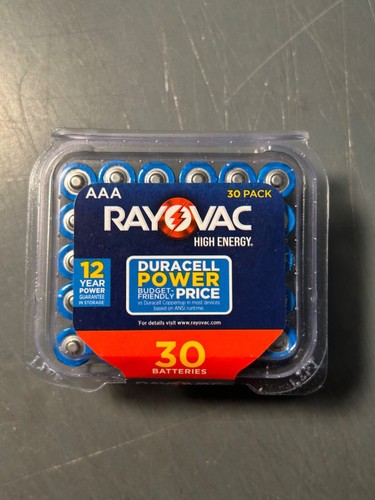 AAA
30 PACK
RAYOVAC
HIGH ENERGY®
12
YEAR
POWER
GUARANTEE
IN STORAGE
DURACELL
POWER
BUDGET-
FRIENDLY PRICE
vs Duracell Coppertop in most devices
based on ANSI runtime.
For details visit www.rayovac.com
30
BATTERIES